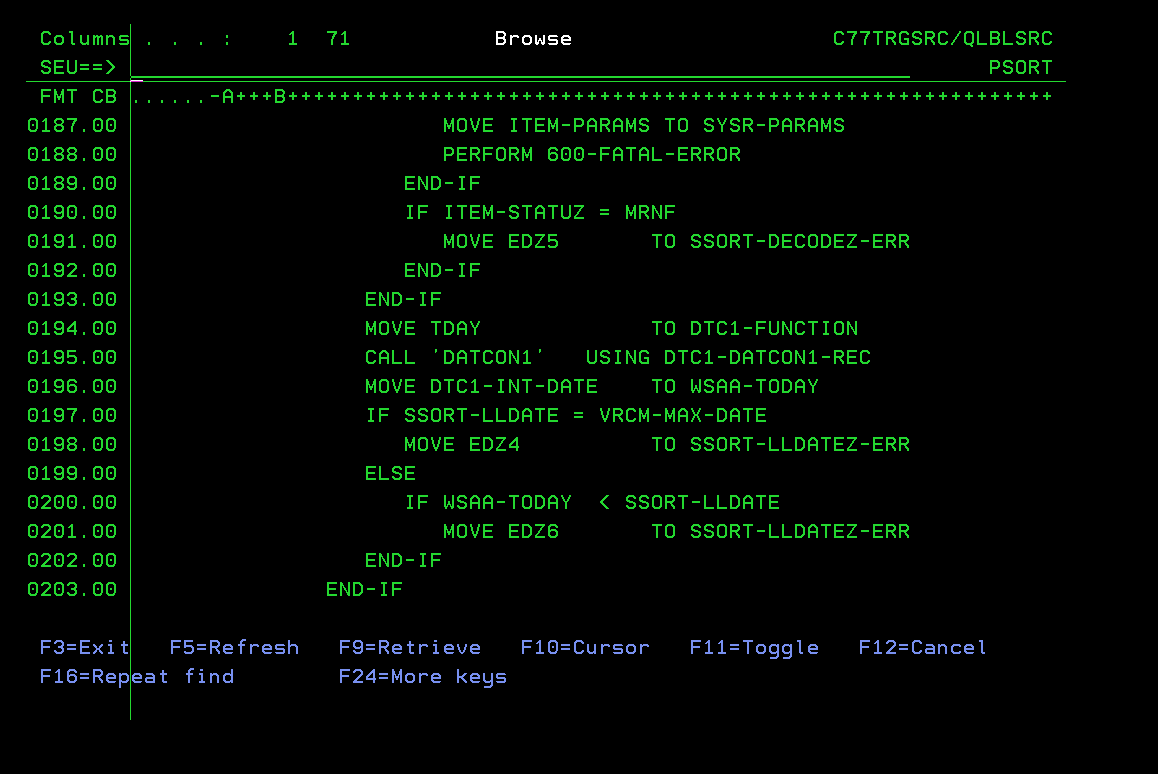 Columns . . . :    1  71           Browse                    C77TRGSRC/QLBLSRC
SEU==>                                                                   PSORT
FMT CB ......-A+++B+++++++++++++++++++++++++++++++++++++++++++++++++++++++++++
0187.00                         MOVE ITEM-PARAMS TO SYSR-PARAMS
0188.00                         PERFORM 600-FATAL-ERROR
0189.00                      END-IF
0190.00                      IF ITEM-STATUZ = MRNF
0191.00                         MOVE EDZ5       TO SSORT-DECODEZ-ERR
0192.00                      END-IF
0193.00                   END-IF
0194.00                   MOVE TDAY             TO DTC1-FUNCTION
0195.00                   CALL 'DATCON1'   USING DTC1-DATCON1-REC
0196.00                   MOVE DTC1-INT-DATE    TO WSAA-TODAY
0197.00                   IF SSORT-LLDATE = VRCM-MAX-DATE
0198.00                      MOVE EDZ4          TO SSORT-LLDATEZ-ERR
0199.00                   ELSE
0200.00                      IF WSAA-TODAY  < SSORT-LLDATE
0201.00                         MOVE EDZ6       TO SSORT-LLDATEZ-ERR
0202.00                   END-IF
0203.00                END-IF
F3=Exit   F5=Refresh   F9=Retrieve   F10=Cursor   F11=Toggle   F12=Cancel
F16=Repeat find        F24=More keys